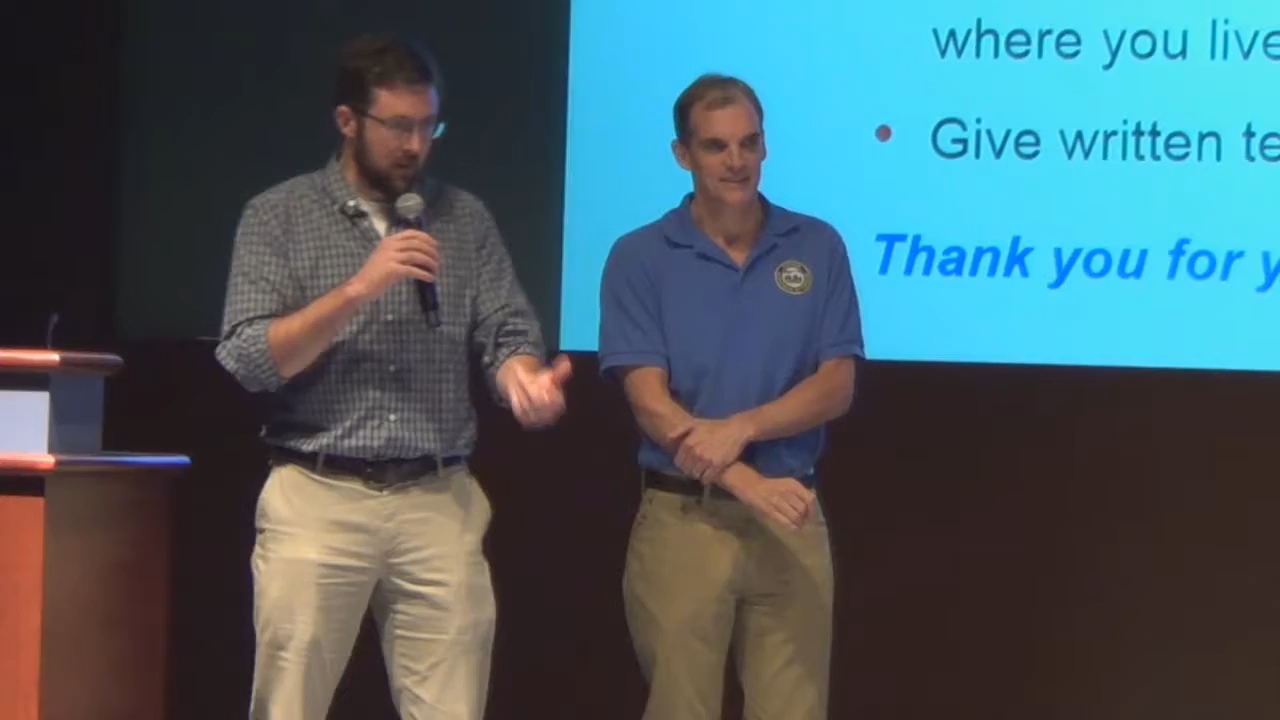 where you live
• Give written te
Thank you for y